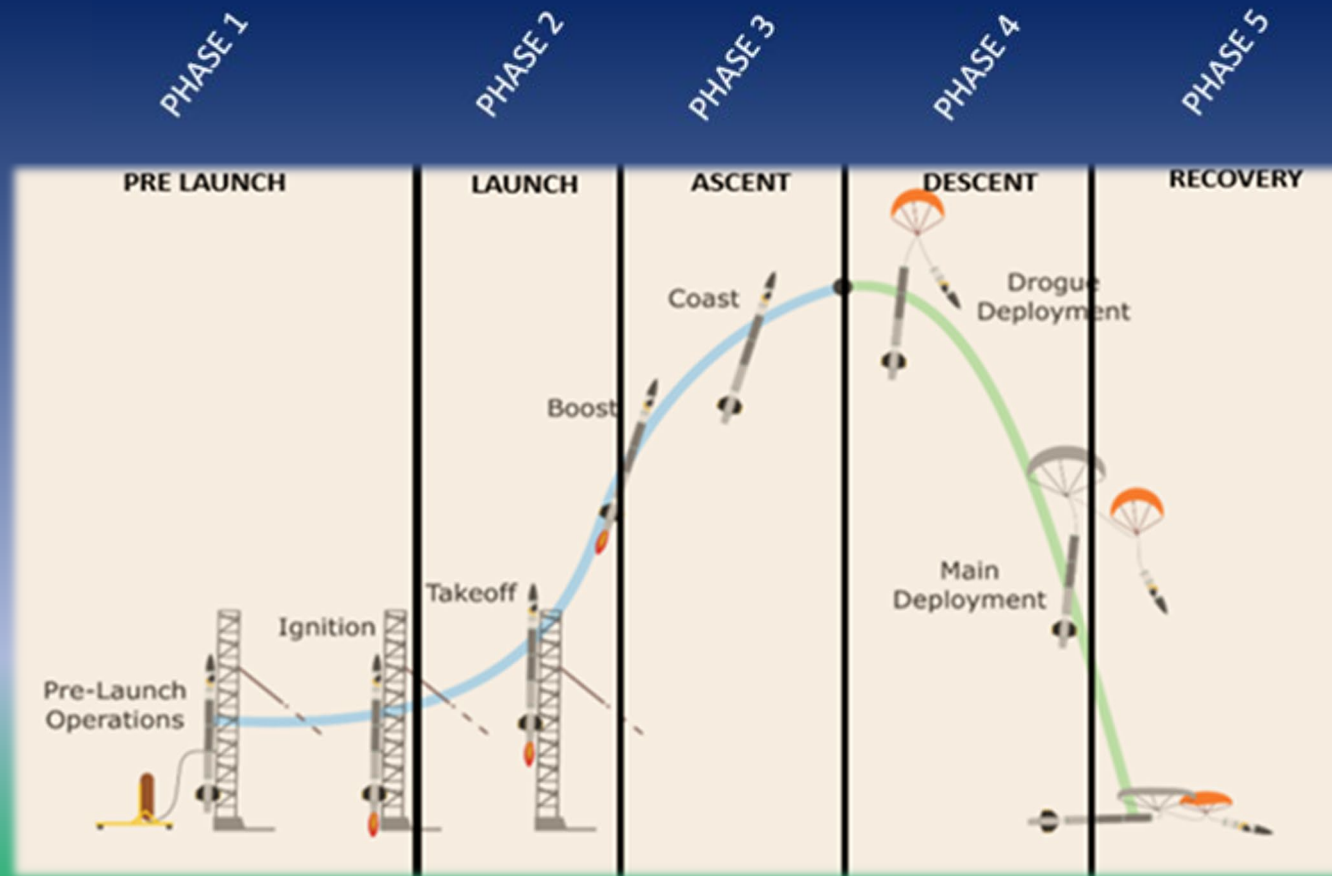 PHASE 1
PHASE 2
PHASE 3
PHASE 4
PHASE 5
PRE LAUNCH
LAUNCH
ASCENT
DESCENT
RECOVERY
Pre-Launch
Operations
Ignition
Takeoff
Boost
Coast
Drogue
Deployment
Main
Deployment